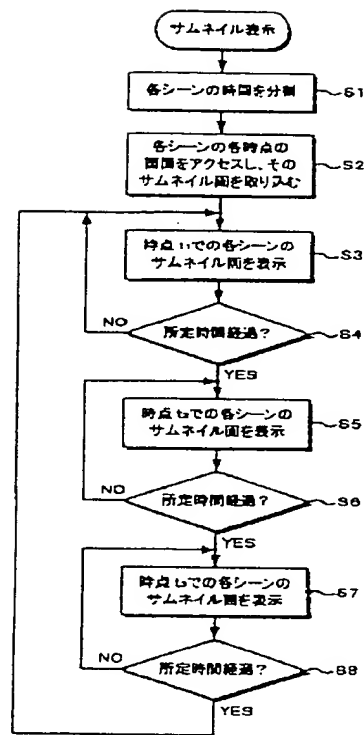 サムネイル表示
各シーンの時間を分割
S1
各シーンの各時点の
画面をアクセスし、その
サムネイル画を取り込む
S2
時点t1での各シーンの
サムネイル画を表示
S3
NO
所定時間経過?
S4
YES
時点t2での各シーンの
サムネイル画を表示
S5
NO
所定時間経過?
S6
YES
時点t3での各シーンの
サムネイル画を表示
S7
NO
所定時間経過?
S8
YES